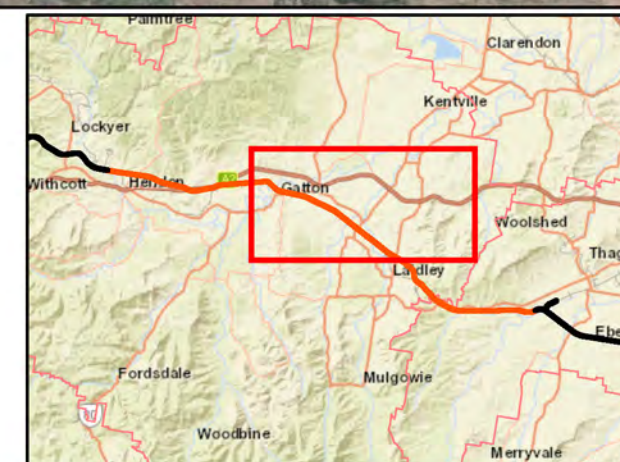 Palmtree
Clarendon
Kentville
Lockyer
Withcott
Helidon
A2
Gatton
Woolshed
Thag
Laidley
Ebe
Fordsdale
Mulgowie
Woodbine
Merryvale